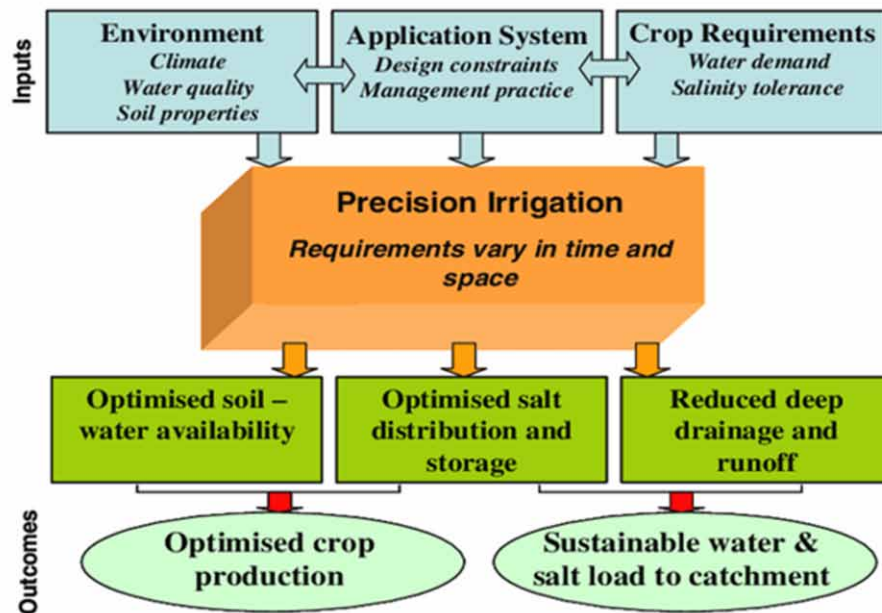 Inputs
Environment
Climate
Water quality
Soil properties
Application System
Design constraints
Management practice
Crop Requirements
Water demand
Salinity tolerance
Precision Irrigation
Requirements vary in time and
space
Optimised soil –
water availability
Optimised salt
distribution and
storage
Reduced deep
drainage and
runoff
Outcomes
Optimised crop
production
Sustainable water &
salt load to catchment